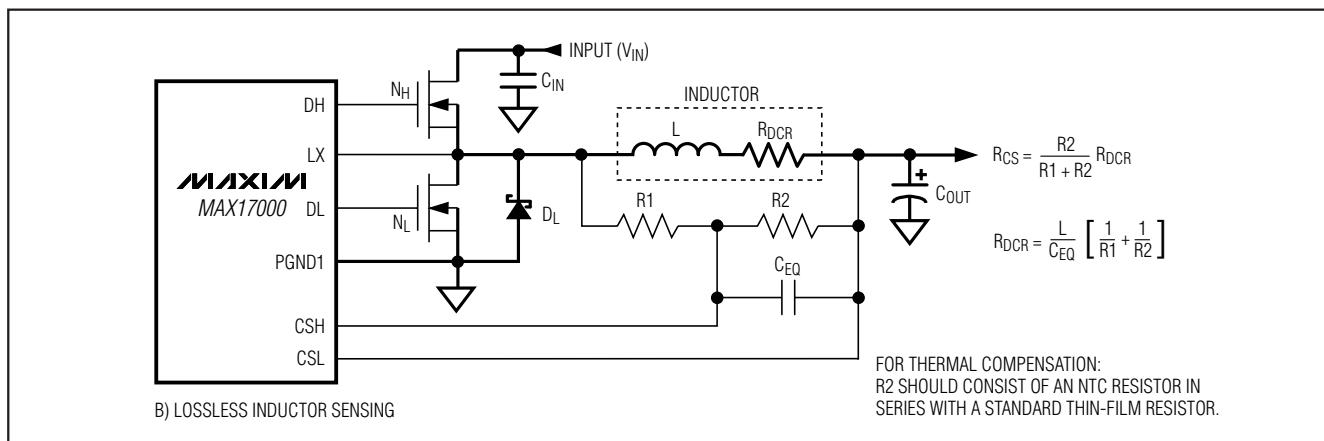 INPUT (VIN)
CIN
NH
DH
INDUCTOR
L
RDCR
LX
RCS = R2 / (R1 + R2) RDCR
MAXIM
MAX17000
DL
NL
DL
R1
R2
+
COUT
RDCR = L / CEQ [ 1/R1 + 1/R2 ]
PGND1
CEQ
CSH
CSL
FOR THERMAL COMPENSATION:
R2 SHOULD CONSIST OF AN NTC RESISTOR IN
SERIES WITH A STANDARD THIN-FILM RESISTOR.
B) LOSSLESS INDUCTOR SENSING